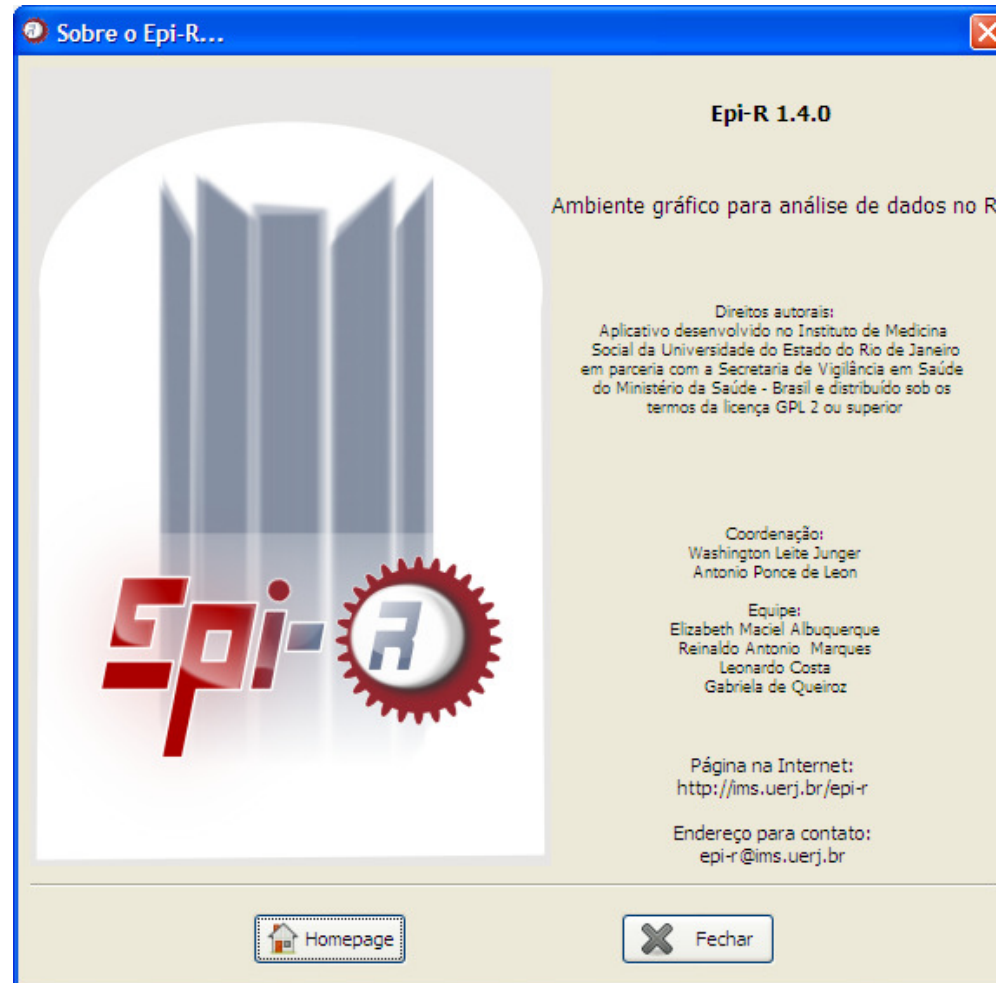 Sobre o Epi-R...
Epi-R 1.4.0
Ambiente gráfico para análise de dados no R
Direitos autorais:
Aplicativo desenvolvido no Instituto de Medicina
Social da Universidade do Estado do Rio de Janeiro
em parceria com a Secretaria de Vigilância em Saúde
do Ministério da Saúde - Brasil e distribuído sob os
termos da licença GPL 2 ou superior
Coordenação:
Washington Leite Junger
Antonio Ponce de Leon
Equipe:
Elizabeth Maciel Albuquerque
Reinaldo Antonio  Marques
Leonardo Costa
Gabriela de Queiroz
Epi-R
Página na Internet:
http://ims.uerj.br/epi-r
Endereço para contato:
epi-r@ims.uerj.br
Homepage
Fechar